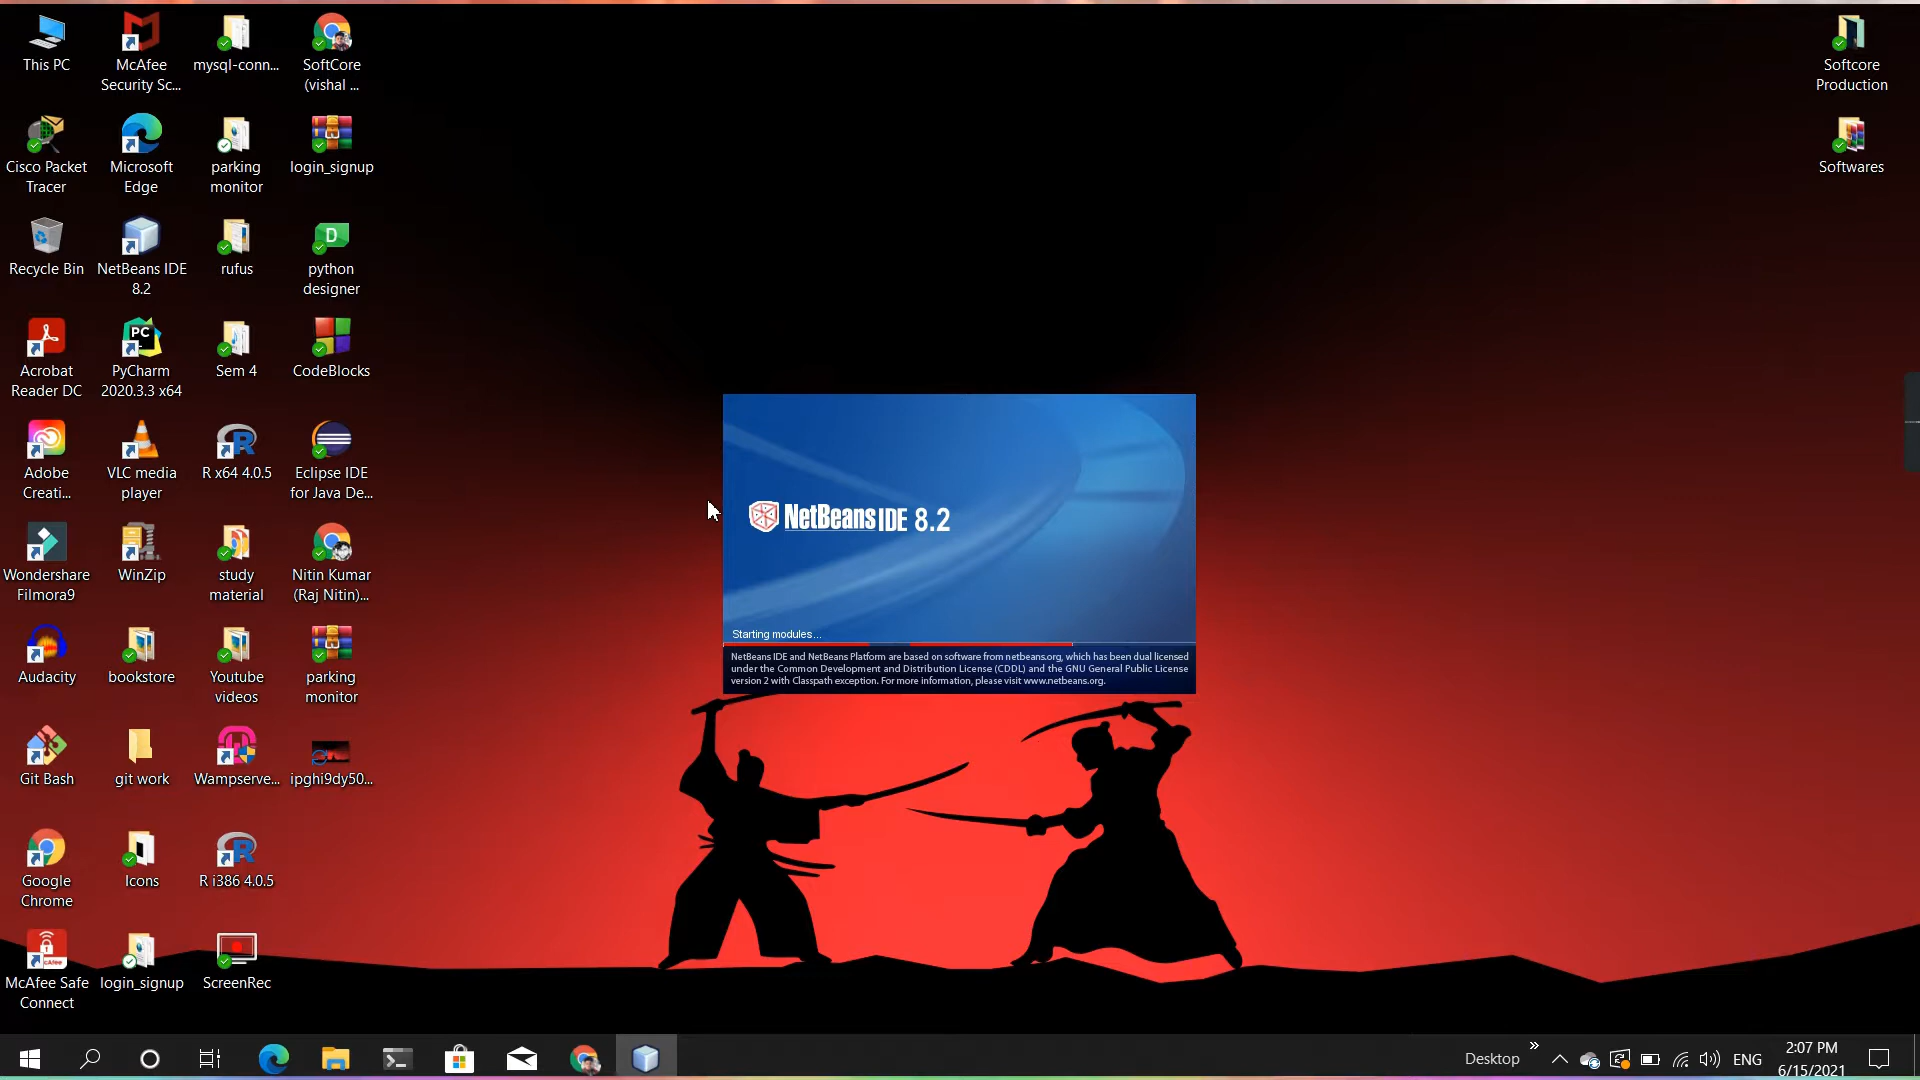 This PC
McAfee
Security Sc...
mysql-conn...
SoftCore
(vishal ...
Cisco Packet
Tracer
Microsoft
Edge
parking
monitor
login_signup
Recycle Bin
NetBeans IDE
8.2
rufus
D
python
designer
Acrobat
Reader DC
PC
PyCharm
2020.3.3 x64
Sem 4
CodeBlocks
Adobe
Creati...
VLC media
player
R x64 4.0.5
Eclipse IDE
for Java De...
Wondershare
Filmora9
WinZip
study
material
Nitin Kumar
(Raj Nitin)...
Audacity
bookstore
Youtube
videos
parking
monitor
Git Bash
git work
Wampserve...
ipghi9dy50...
Google
Chrome
Icons
R i386 4.0.5
McAfee Safe
Connect
login_signup
ScreenRec
Softcore
Production
Softwares
NetBeans IDE 8.2
Starting modules...
NetBeans IDE and NetBeans Platform are based on software from netbeans.org, which has been dual licensed
under the Common Development and Distribution License (CDDL) and the GNU General Public License
version 2 with Classpath exception. For more information, please visit www.netbeans.org.
Desktop
ENG
2:07 PM
6/15/2021